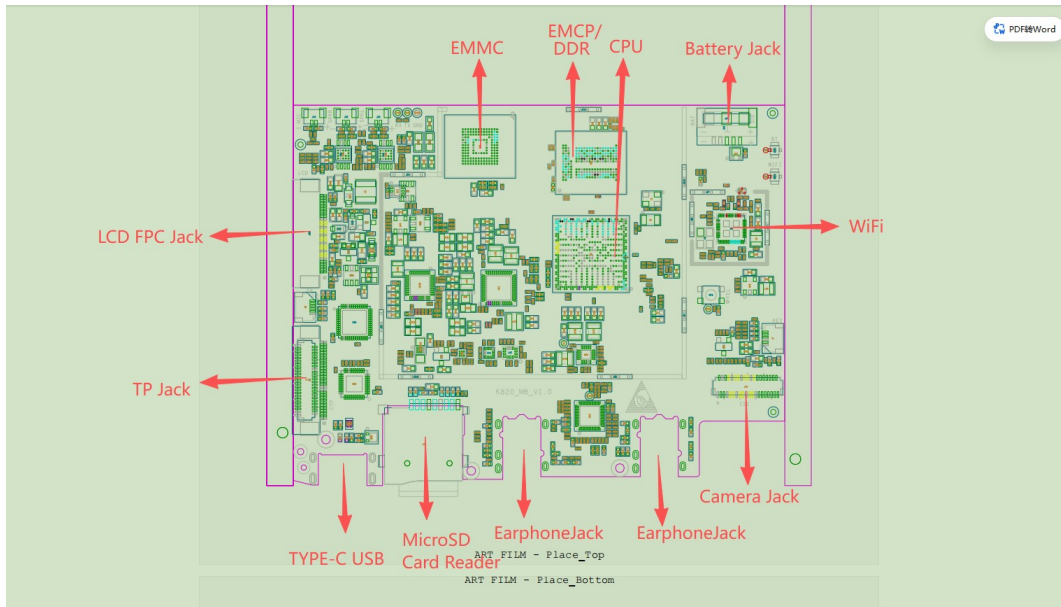 PDF转Word
EMMC
EMCP/
DDR
CPU
Battery Jack
LCD FPC Jack
WiFi
TP Jack
K820_MB_V1.0
Camera Jack
EarphoneJack
EarphoneJack
TYPE-C USB
MicroSD
Card Reader
ART FILM - Place_Top
ART FILM - Place_Bottom